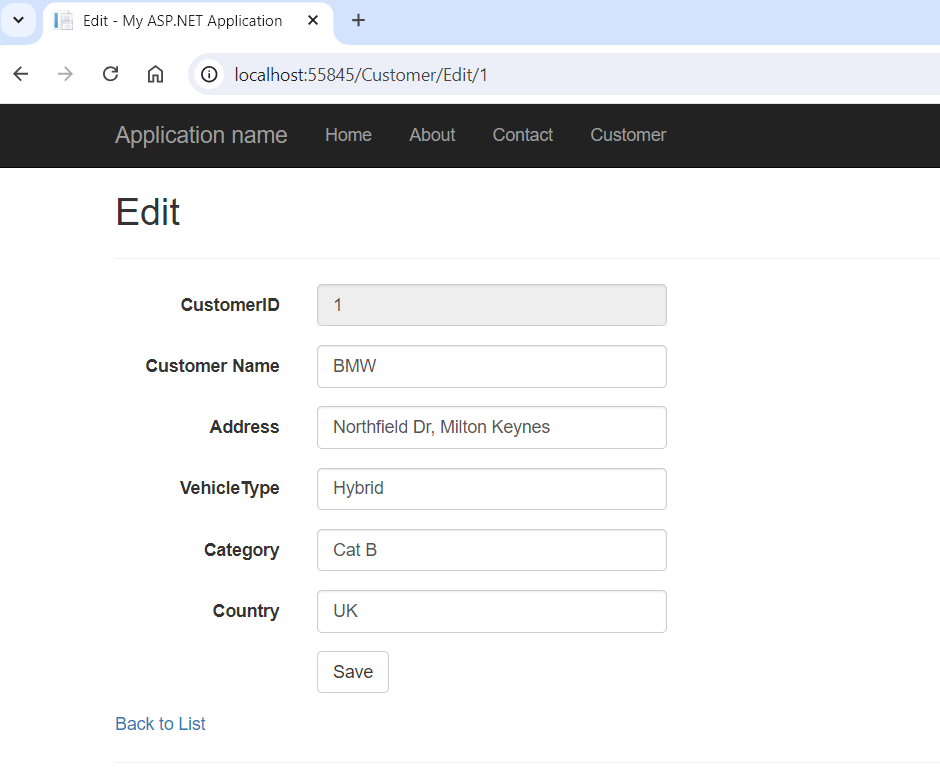 Edit - My ASP.NET Application
localhost:55845/Customer/Edit/1
Application name Home About Contact Customer
Edit
CustomerID 1
Customer Name BMW
Address Northfield Dr, Milton Keynes
VehicleType Hybrid
Category Cat B
Country UK
Save
Back to List